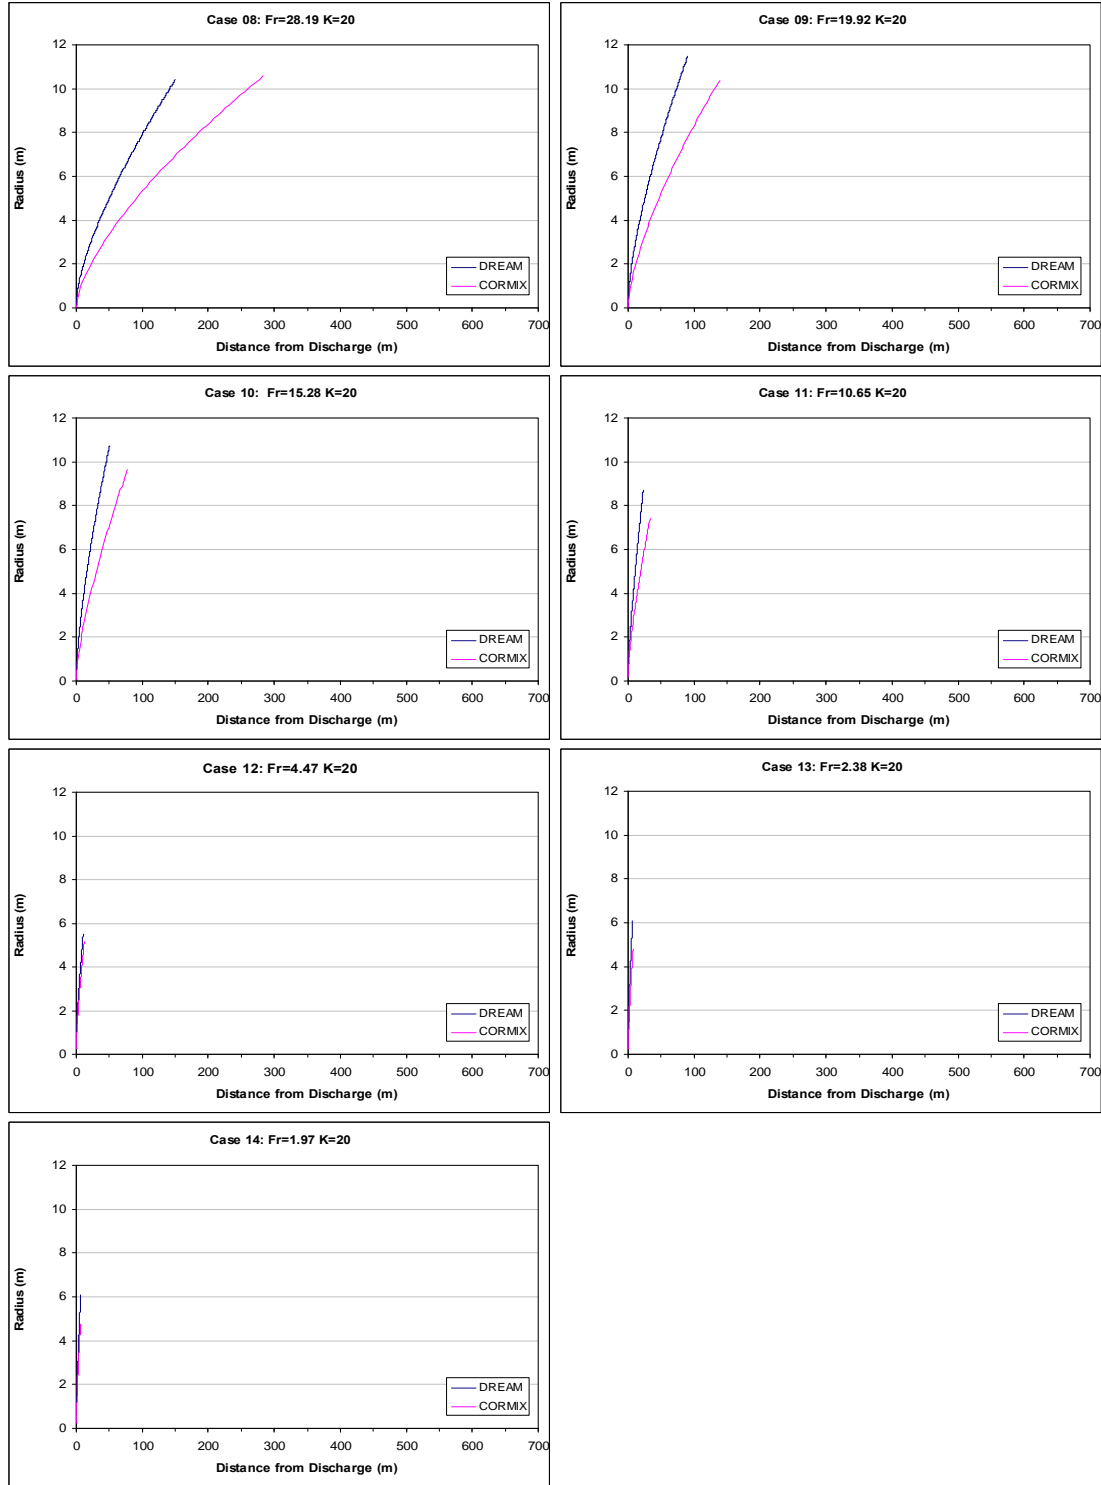 Case 08: Fr=28.19 K=20
12
10
8
6
4
2
0
Radius (m)
DREAM
CORMIX
0 100 200 300 400 500 600 700
Distance from Discharge (m)
Case 09: Fr=19.92 K=20
12
10
8
6
4
2
0
Radius (m)
DREAM
CORMIX
0 100 200 300 400 500 600 700
Distance from Discharge (m)
Case 10: Fr=15.28 K=20
12
10
8
6
4
2
0
Radius (m)
DREAM
CORMIX
0 100 200 300 400 500 600 700
Distance from Discharge (m)
Case 11: Fr=10.65 K=20
12
10
8
6
4
2
0
Radius (m)
DREAM
CORMIX
0 100 200 300 400 500 600 700
Distance from Discharge (m)
Case 12: Fr=4.47 K=20
12
10
8
6
4
2
0
Radius (m)
DREAM
CORMIX
0 100 200 300 400 500 600 700
Distance from Discharge (m)
Case 13: Fr=2.38 K=20
12
10
8
6
4
2
0
Radius (m)
DREAM
CORMIX
0 100 200 300 400 500 600 700
Distance from Discharge (m)
Case 14: Fr=1.97 K=20
12
10
8
6
4
2
0
Radius (m)
DREAM
CORMIX
0 100 200 300 400 500 600 700
Distance from Discharge (m)